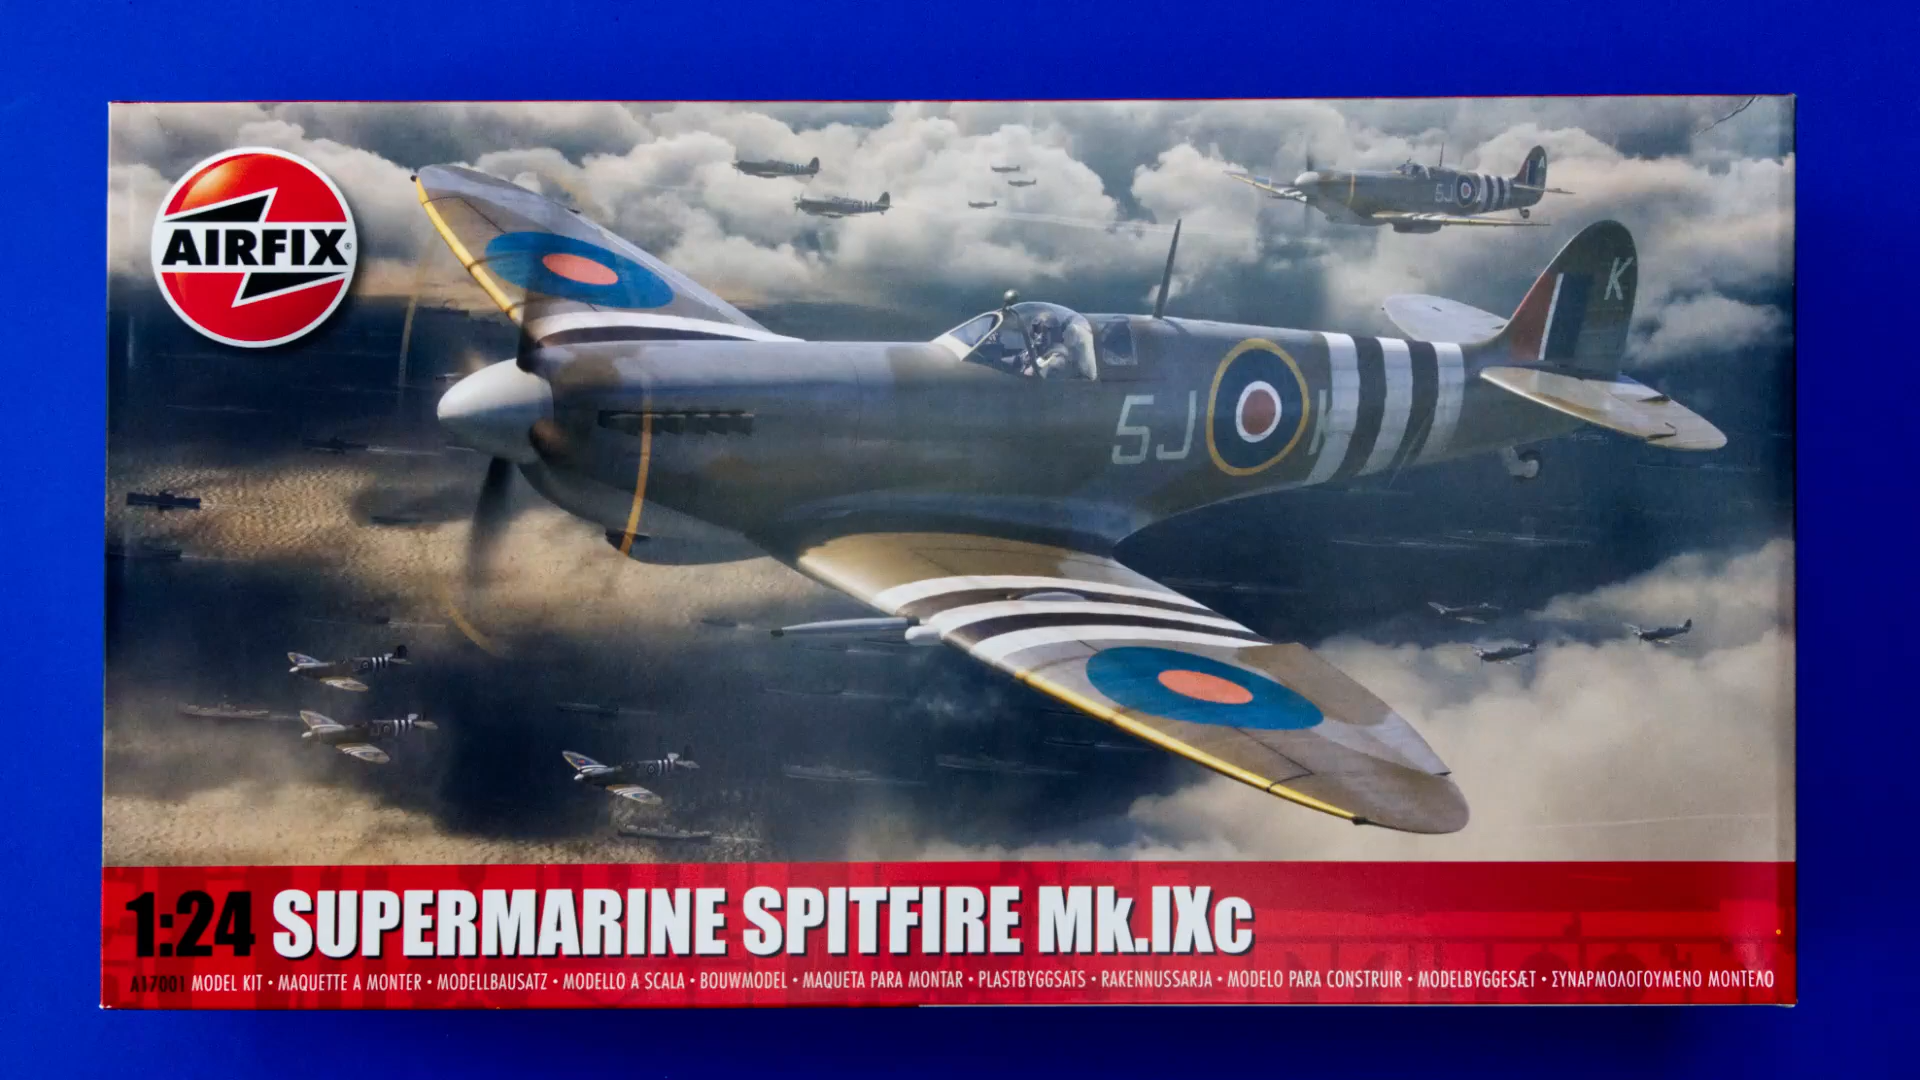 AIRFIX®
A
5J
K
5J K
1:24 SUPERMARINE SPITFIRE Mk.IXc
A17001 MODEL KIT • MAQUETTE A MONTER • MODELLBAUSATZ • MODELLO A SCALA • BOUWMODEL • MAQUETA PARA MONTAR • PLASTBYGGSATS • RAKENNUSSARJA • MODELO PARA CONSTRUIR • MODELBYGGESÆT • ΣΥΝΑΡΜΟΛΟΓΟΥΜΕΝΟ ΜΟΝΤΕΛΟ